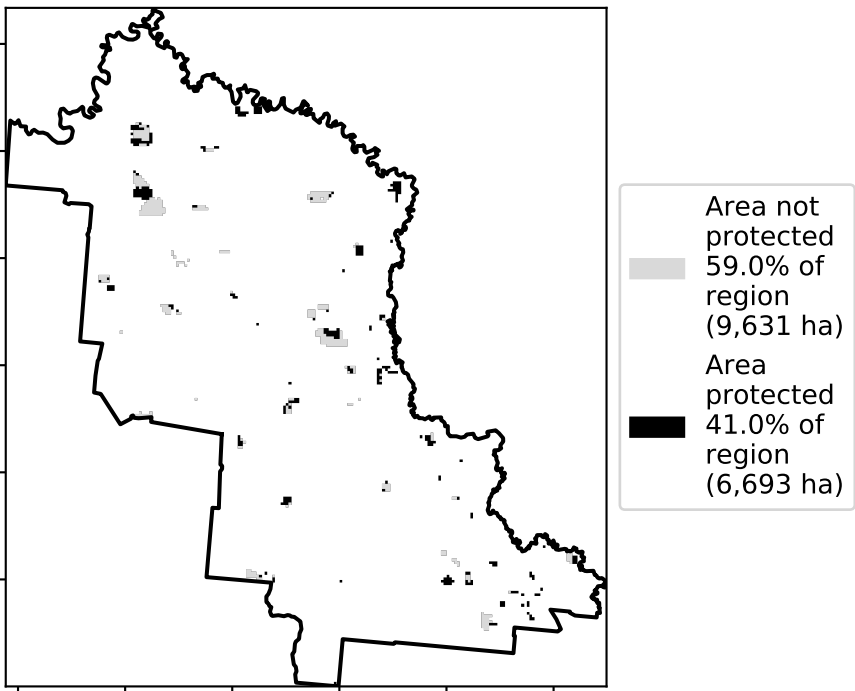 Area not
protected
59.0% of
region
(9,631 ha)
Area
protected
41.0% of
region
(6,693 ha)